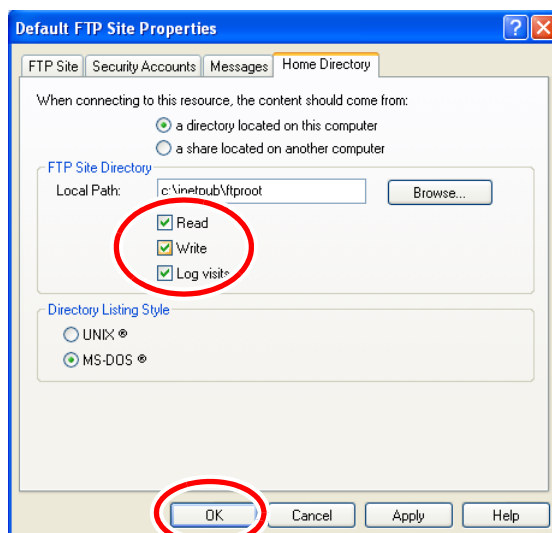 Default FTP Site Properties
FTP Site Security Accounts Messages Home Directory
When connecting to this resource, the content should come from:
a directory located on this computer
a share located on another computer
FTP Site Directory
Local Path: c:\inetpub\ftproot Browse...
Read
Write
Log visits
Directory Listing Style
UNIX ®
MS-DOS ®
OK Cancel Apply Help